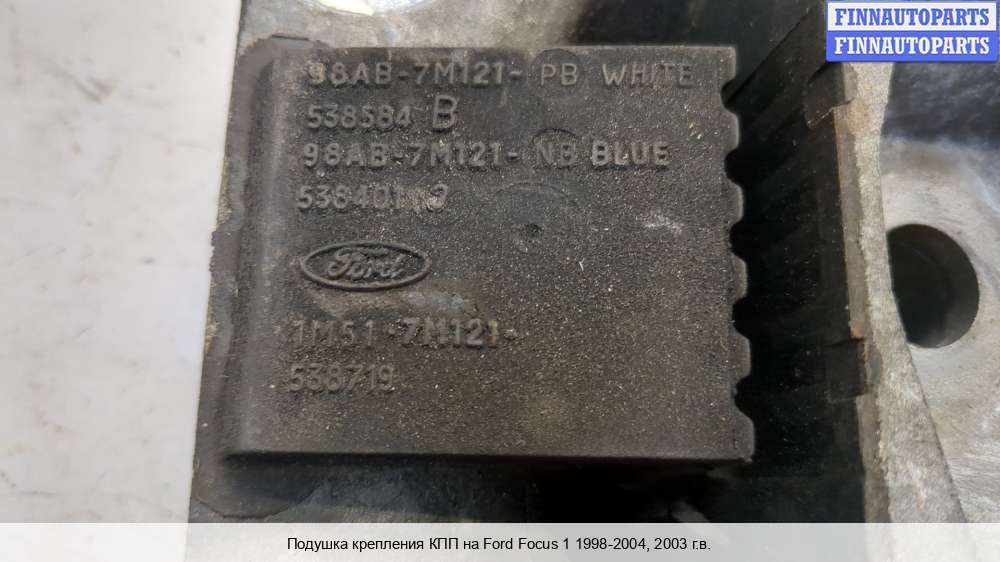 FINNAUTOPARTS
FINNAUTOPARTS
98AB-7M121- PB WHITE
538584 B
98AB-7M121- NB BLUE
Ford
1M51-7M121-
538719
Подушка крепления КПП на Ford Focus 1 1998-2004, 2003 г.в.